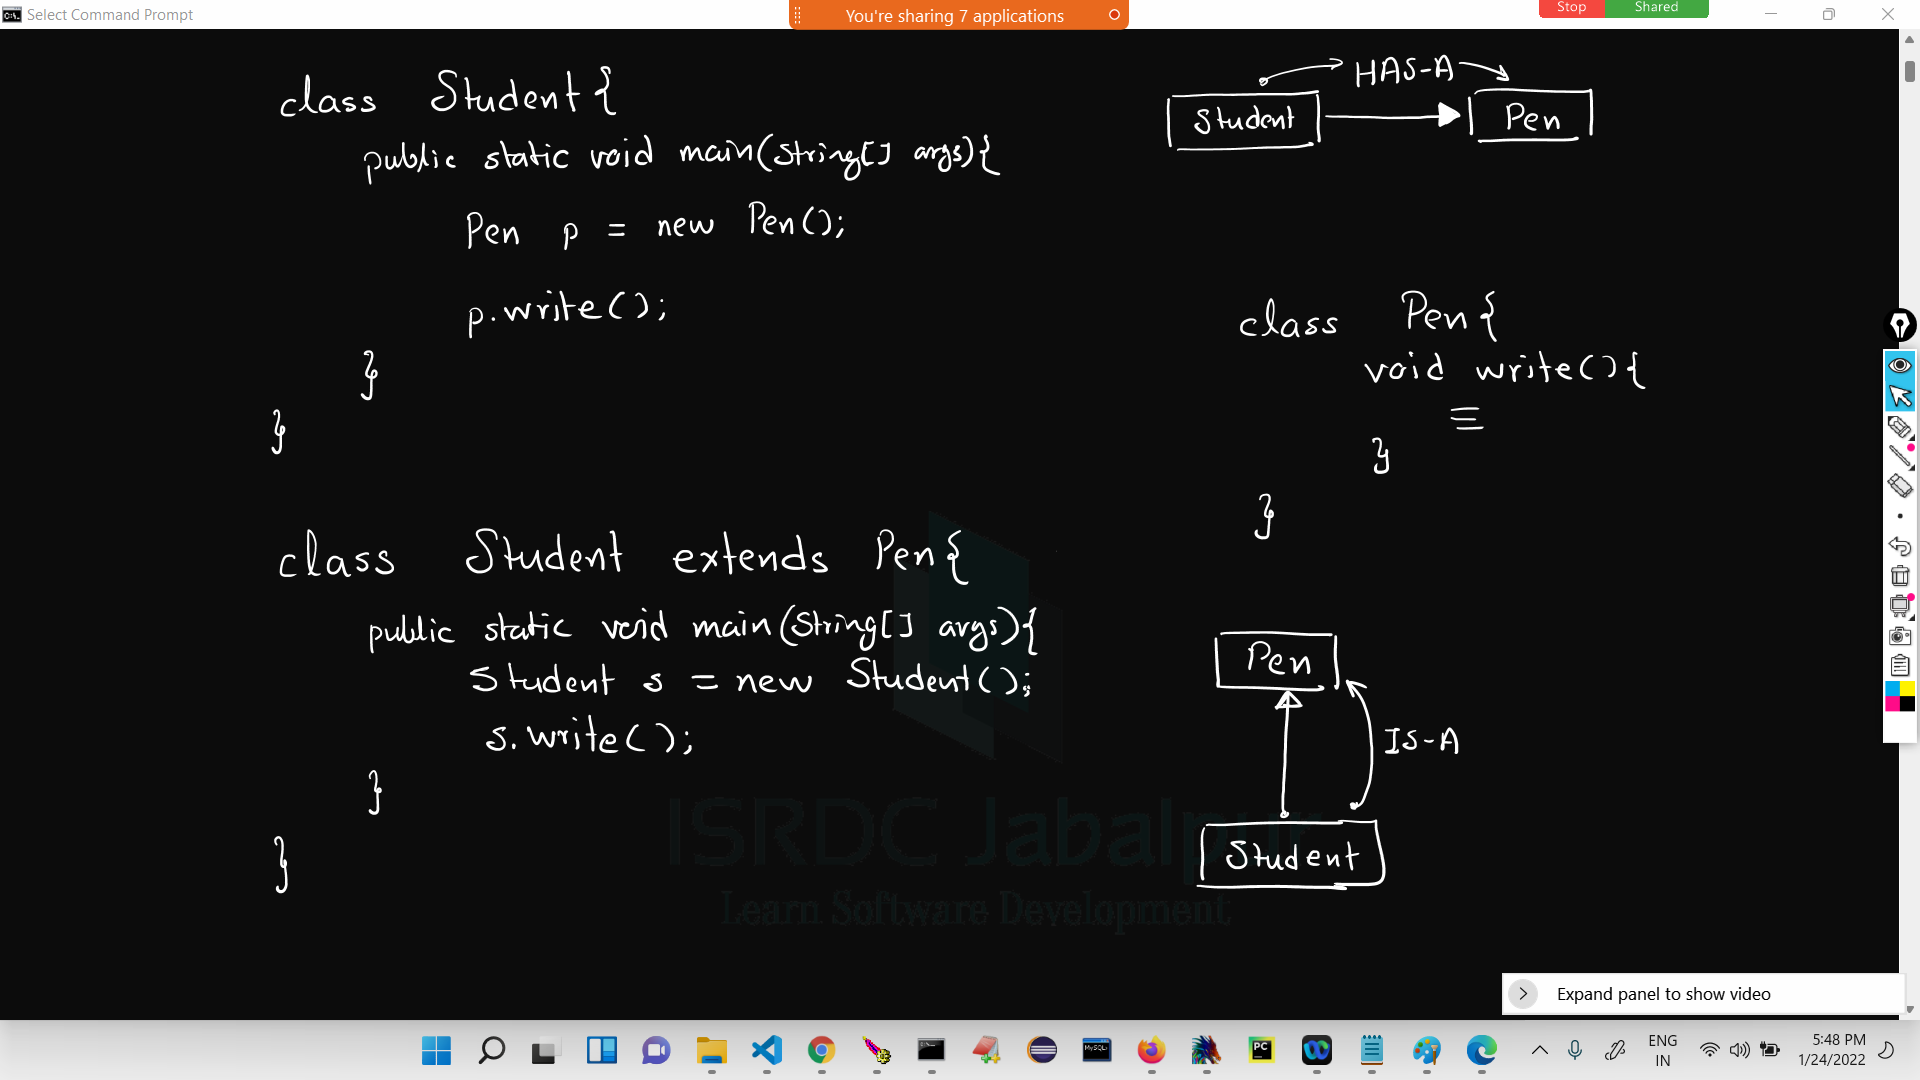 Select Command Prompt
You're sharing 7 applications
Stop Shared
class Student{
public static void main(String[] args){
Pen p = new Pen();
p.write();
}
}
HAS-A
Student Pen
class Pen{
void write(){
}
}
class Student extends Pen{
public static void main(String[] args){
Student s = new Student();
s.write();
}
}
Pen
IS-A
Student
ISRDC Jabalpur
Learn Software Development
Expand panel to show video
MySQL
PC
ENG
IN
5:48 PM
1/24/2022